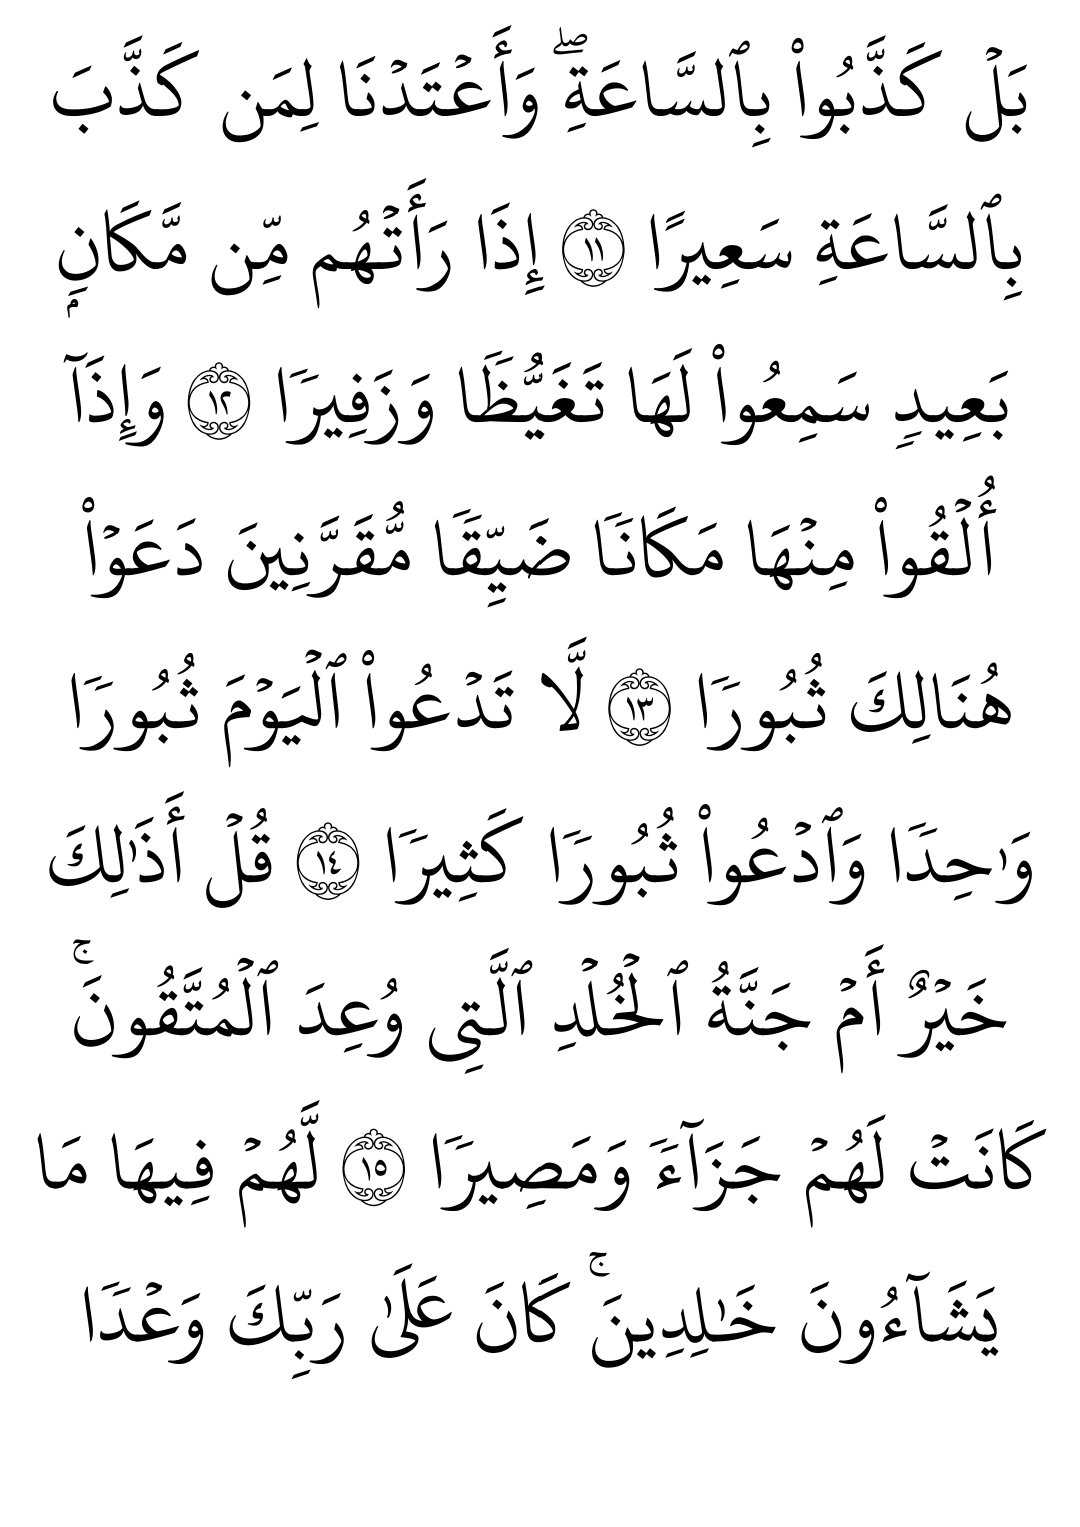 بَلۡ كَذَّبُواْ بِٱلسَّاعَةِۖ وَأَعۡتَدۡنَا لِمَن كَذَّبَ
بِٱلسَّاعَةِ سَعِيرًا ١١ إِذَا رَأَتۡهُم مِّن مَّكَانِۭ
بَعِيدٖ سَمِعُواْ لَهَا تَغَيُّظٗا وَزَفِيرٗا ١٢ وَإِذَآ
أُلۡقُواْ مِنۡهَا مَكَانٗا ضَيِّقٗا مُّقَرَّنِينَ دَعَوۡاْ
هُنَالِكَ ثُبُورٗا ١٣ لَّا تَدۡعُواْ ٱلۡيَوۡمَ ثُبُورٗا
وَٰحِدٗا وَٱدۡعُواْ ثُبُورٗا كَثِيرٗا ١٤ قُلۡ أَذَٰلِكَ
خَيۡرٌ أَمۡ جَنَّةُ ٱلۡخُلۡدِ ٱلَّتِي وُعِدَ ٱلۡمُتَّقُونَۚ
كَانَتۡ لَهُمۡ جَزَآءٗ وَمَصِيرٗا ١٥ لَّهُمۡ فِيهَا مَا
يَشَآءُونَ خَٰلِدِينَۚ كَانَ عَلَىٰ رَبِّكَ وَعۡدٗا